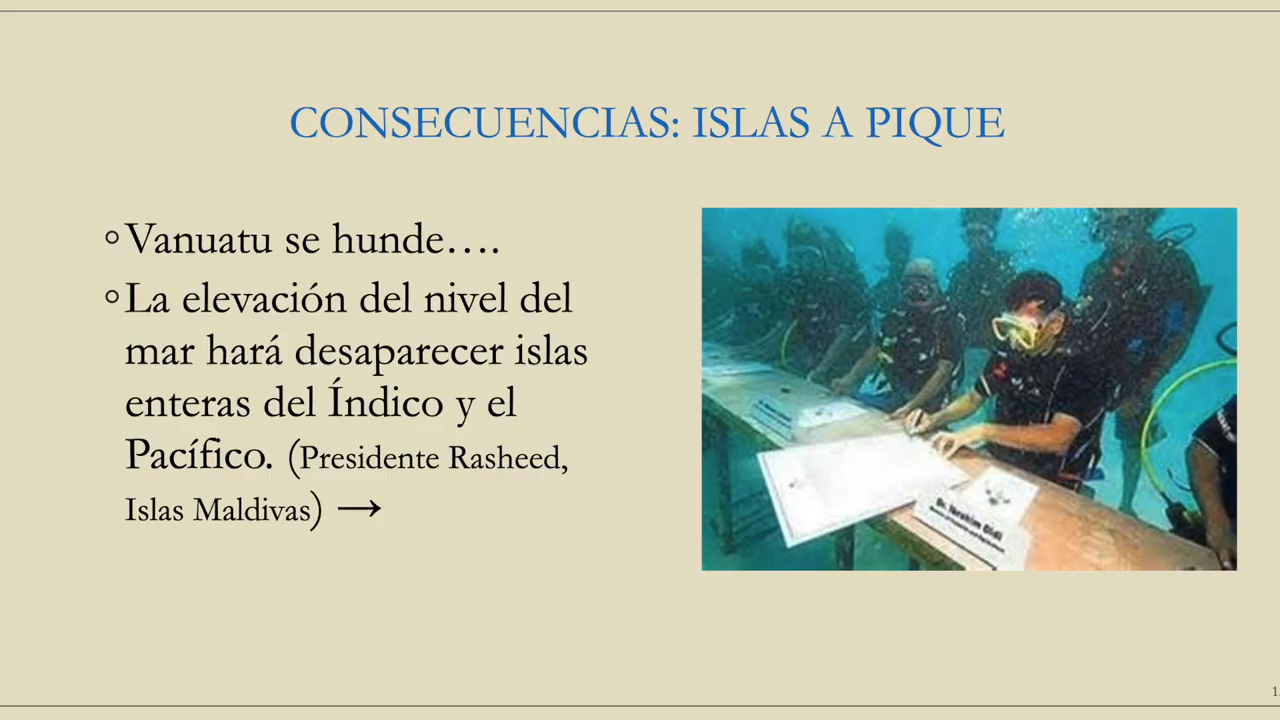 CONSECUENCIAS: ISLAS A PIQUE
Vanuatu se hunde….
La elevación del nivel del
mar hará desaparecer islas
enteras del Índico y el
Pacífico. (Presidente Rasheed,
Islas Maldivas) →
Dr. Ibrahim Didi